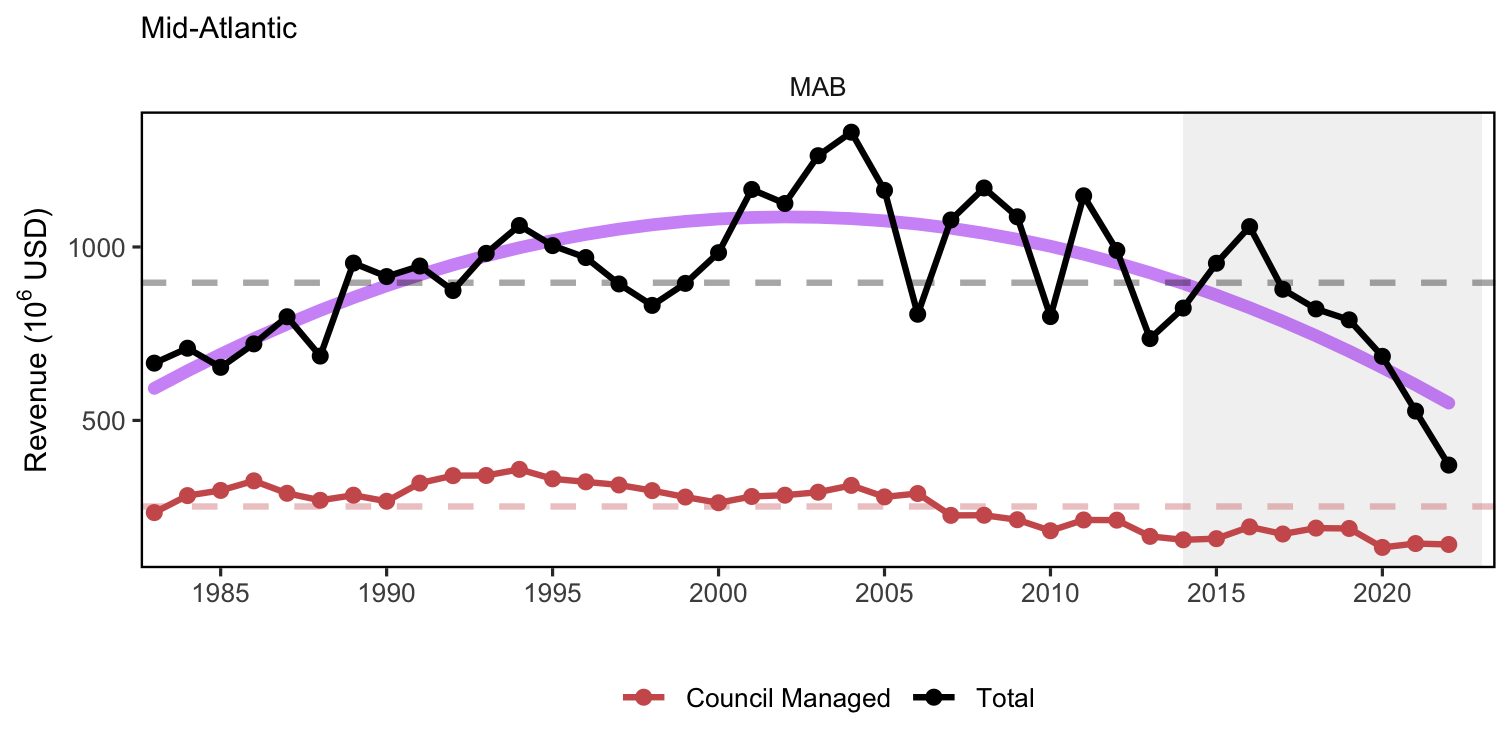 Mid-Atlantic
MAB
Revenue (10⁶ USD)
1000
500
1985 1990 1995 2000 2005 2010 2015 2020
Council Managed Total